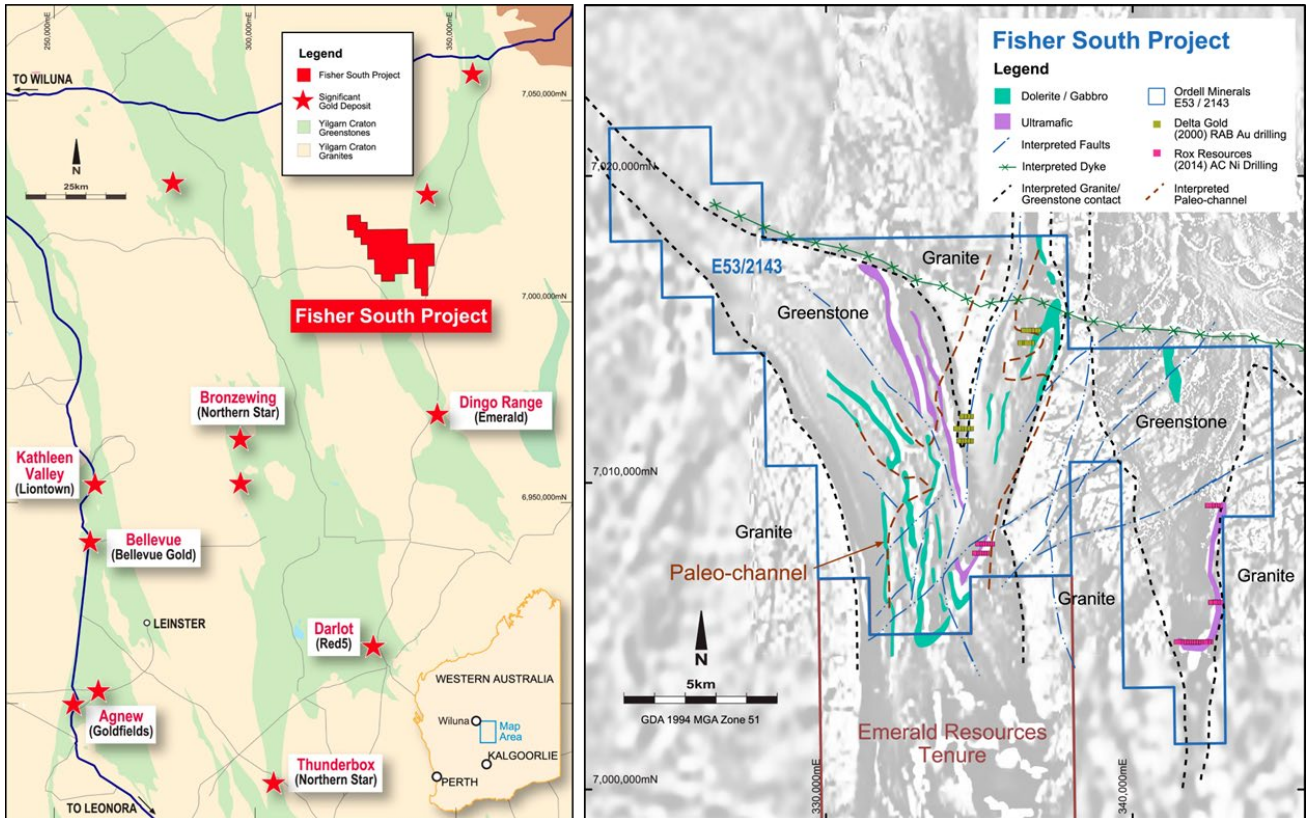 250,000mE
300,000mE
350,000mE
Legend
Fisher South Project
Significant
Gold Deposit
Yilgarn Craton
Greenstones
Yilgarn Craton
Granites
TO WILUNA
7,050,000mN
N
25km
Fisher South Project
7,000,000mN
Bronzewing
(Northern Star)
Dingo Range
(Emerald)
Kathleen
Valley
(Liontown)
6,950,000mN
Bellevue
(Bellevue Gold)
LEINSTER
Darlot
(Red5)
Agnew
(Goldfields)
Thunderbox
(Northern Star)
TO LEONORA
WESTERN AUSTRALIA
Wiluna
Map
Area
KALGOORLIE
PERTH
Fisher South Project
Legend
Dolerite / Gabbro
Ultramafic
Interpreted Faults
Interpreted Dyke
Interpreted Granite/
Greenstone contact
Ordell Minerals
E53 / 2143
Delta Gold
(2000) RAB Au drilling
Rox Resources
(2014) AC Ni Drilling
Interpreted
Paleo-channel
7,020,000mN
E53/2143
Granite
Greenstone
Greenstone
7,010,000mN
Granite
Paleo-channel
Granite
Granite
N
5km
GDA 1994 MGA Zone 51
Emerald Resources
Tenure
7,000,000mN
330,000mE
340,000mE